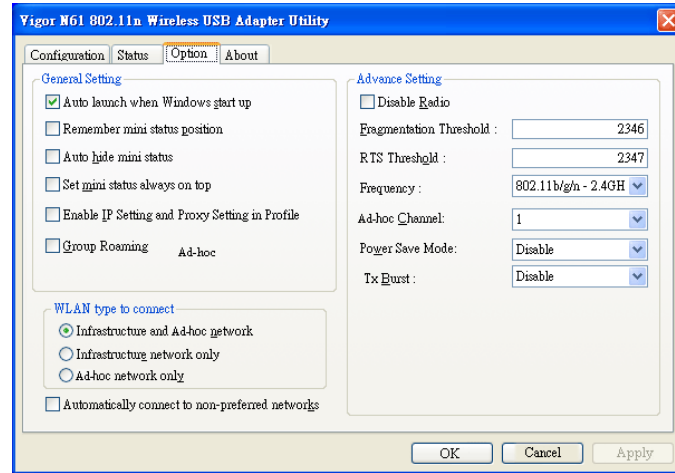 Vigor N61 802.11n Wireless USB Adapter Utility
Configuration Status Option About
General Setting
Auto launch when Windows start up
Remember mini status position
Auto hide mini status
Set mini status always on top
Enable IP Setting and Proxy Setting in Profile
Group Roaming Ad-hoc
WLAN type to connect
Infrastructure and Ad-hoc network
Infrastructure network only
Ad-hoc network only
Automatically connect to non-preferred networks
Advance Setting
Disable Radio
Fragmentation Threshold : 2346
RTS Threshold : 2347
Frequency : 802.11b/g/n - 2.4GH
Ad-hoc Channel: 1
Power Save Mode: Disable
Tx Burst : Disable
OK Cancel Apply